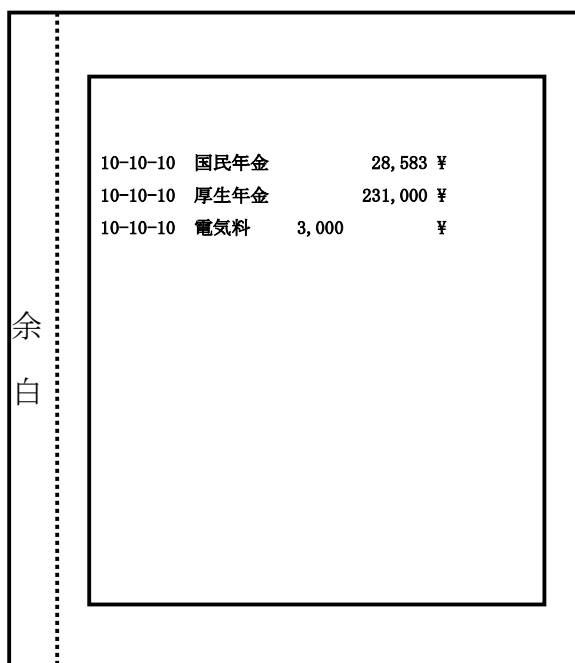 10-10-10 国民年金 28,583 ¥
10-10-10 厚生年金 231,000 ¥
10-10-10 電気料 3,000 ¥
余
白